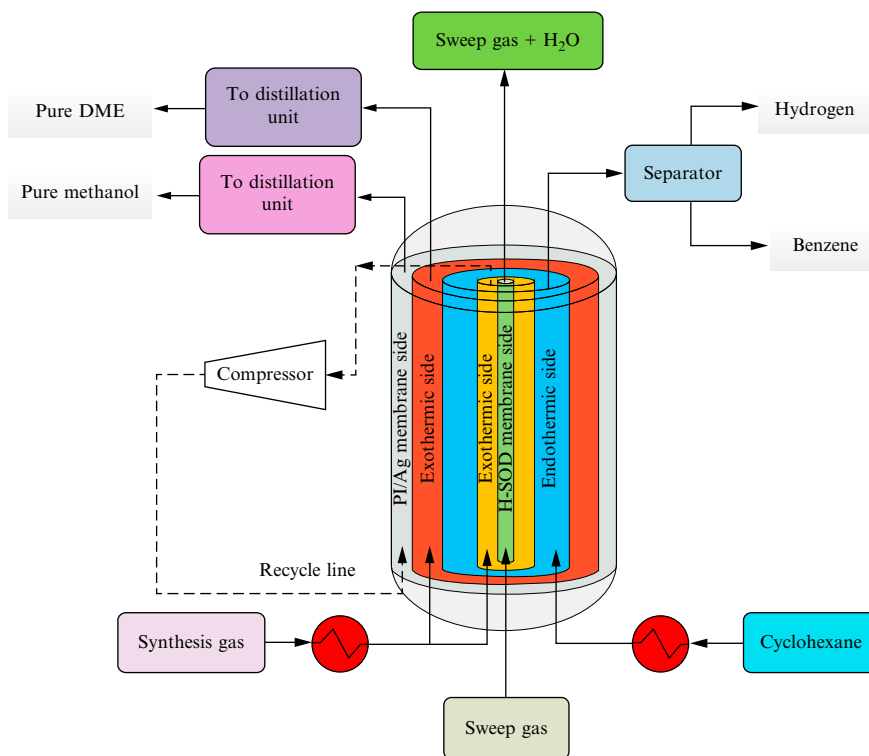 Sweep gas + H₂O
To distillation
unit
Pure DME
Hydrogen
To distillation
unit
Pure methanol
Separator
Benzene
Compressor
PI/Ag membrane side
Exothermic side
Exothermic side
H-SOD membrane side
Endothermic side
Recycle line
Synthesis gas
Cyclohexane
Sweep gas